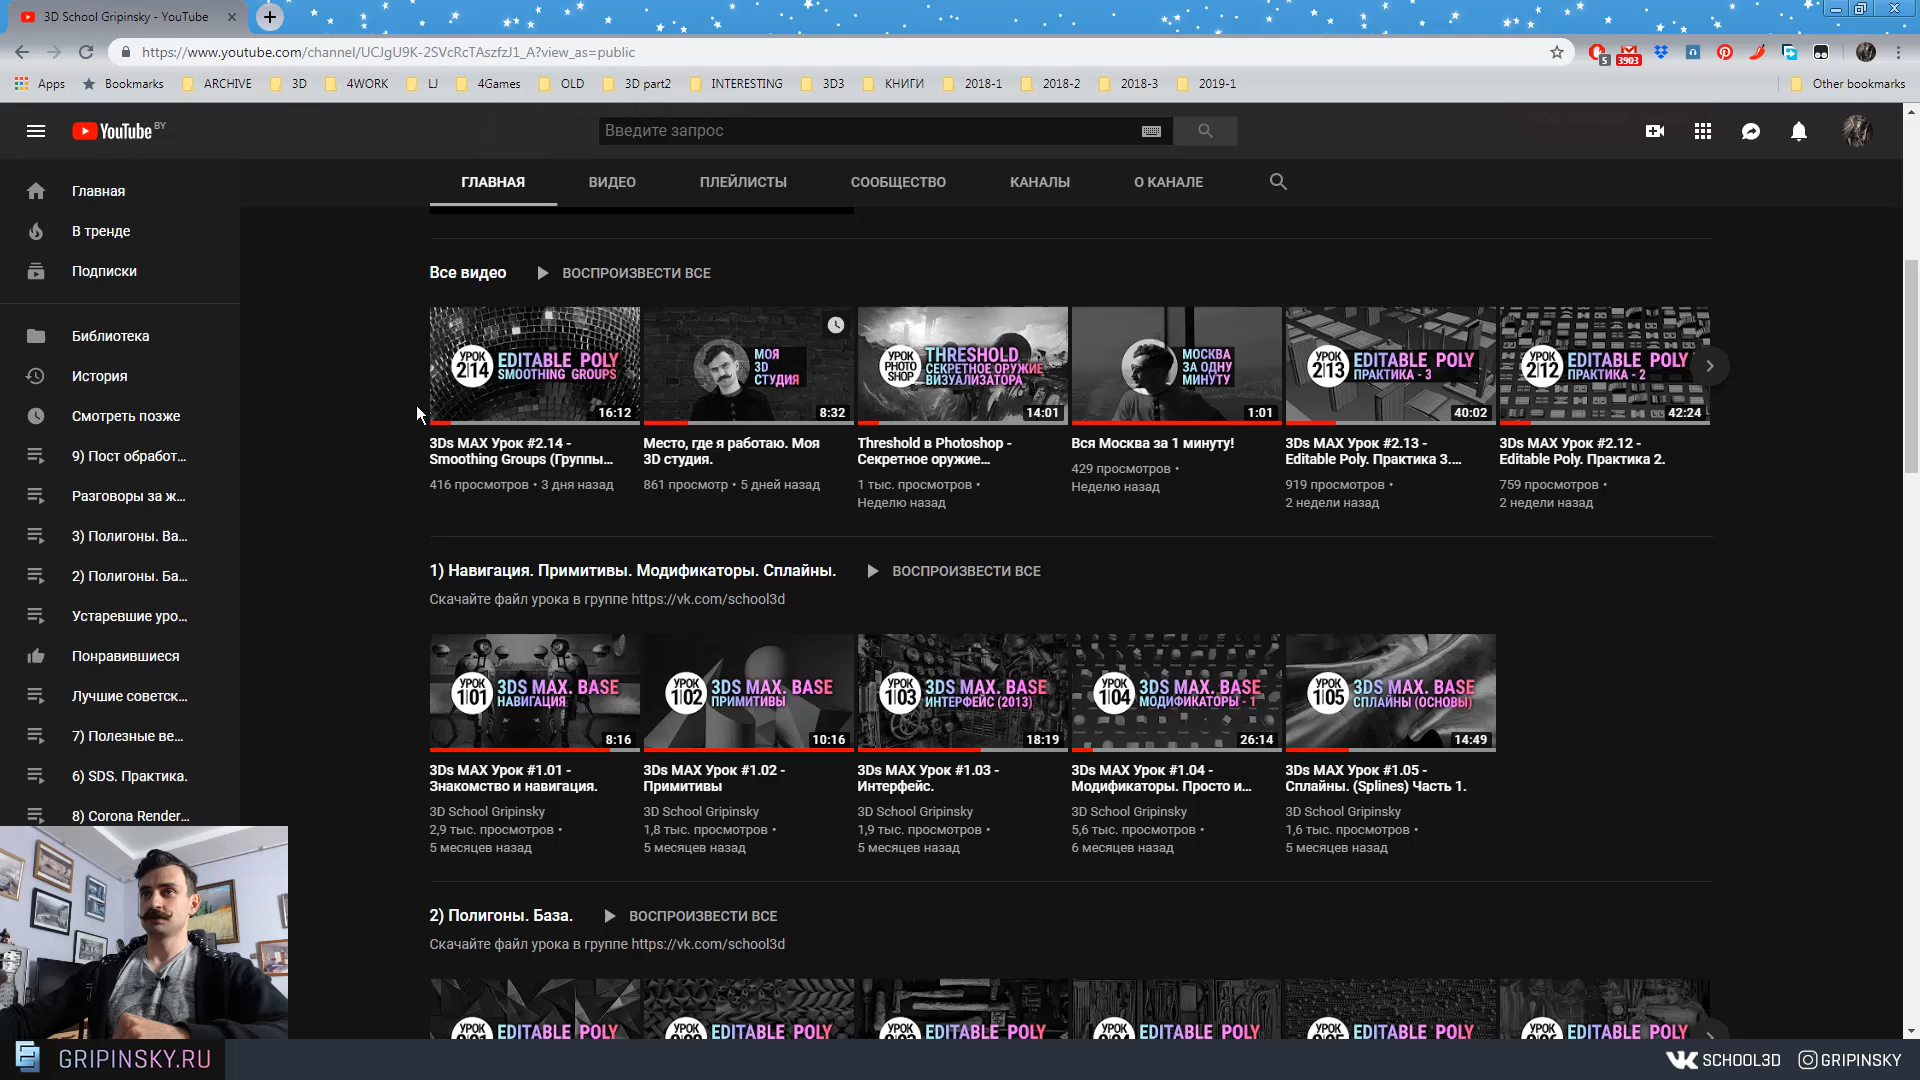 3D School Gripinsky - YouTube
https://www.youtube.com/channel/UCJgU9K-2SVcRcTAszfzJ1_A?view_as=public
5
3903
Apps
Bookmarks
ARCHIVE
3D
4WORK
LJ
4Games
OLD
3D part2
INTERESTING
3D3
КНИГИ
2018-1
2018-2
2018-3
2019-1
Other bookmarks
YouTube BY
Введите запрос
ГЛАВНАЯ
ВИДЕО
ПЛЕЙЛИСТЫ
СООБЩЕСТВО
КАНАЛЫ
О КАНАЛЕ
Главная
В тренде
Подписки
Библиотека
История
Смотреть позже
9) Пост обработ...
Разговоры за ж...
3) Полигоны. Ва...
2) Полигоны. Ба...
Устаревшие уро...
Понравившиеся
Лучшие советск...
7) Полезные ве...
6) SDS. Практика.
8) Corona Render...
Все видео
ВОСПРОИЗВЕСТИ ВСЕ
УРОК 2|14
EDITABLE POLY
SMOOTHING GROUPS
16:12
3Ds MAX Урок #2.14 -
Smoothing Groups (Группы...
416 просмотров • 3 дня назад
МОЯ
3D
СТУДИЯ
8:32
Место, где я работаю. Моя
3D студия.
861 просмотр • 5 дней назад
УРОК PHOTO SHOP
THRESHOLD
СЕКРЕТНОЕ ОРУЖИЕ
ВИЗУАЛИЗАТОРА
14:01
Threshold в Photoshop -
Секретное оружие...
1 тыс. просмотров •
Неделю назад
МОСКВА
ЗА ОДНУ
МИНУТУ
1:01
Вся Москва за 1 минуту!
429 просмотров •
Неделю назад
УРОК 2|13
EDITABLE POLY
ПРАКТИКА - 3
40:02
3Ds MAX Урок #2.13 -
Editable Poly. Практика 3....
919 просмотров •
2 недели назад
УРОК 2|12
EDITABLE POLY
ПРАКТИКА - 2
42:24
3Ds MAX Урок #2.12 -
Editable Poly. Практика 2.
759 просмотров •
2 недели назад
1) Навигация. Примитивы. Модификаторы. Сплайны.
ВОСПРОИЗВЕСТИ ВСЕ
Скачайте файл урока в группе https://vk.com/school3d
УРОК 1|01
3DS MAX. BASE
НАВИГАЦИЯ
8:16
3Ds MAX Урок #1.01 -
Знакомство и навигация.
3D School Gripinsky
2,9 тыс. просмотров •
5 месяцев назад
УРОК 1|02
3DS MAX. BASE
ПРИМИТИВЫ
10:16
3Ds MAX Урок #1.02 -
Примитивы
3D School Gripinsky
1,8 тыс. просмотров •
5 месяцев назад
УРОК 1|03
3DS MAX. BASE
ИНТЕРФЕЙС (2013)
18:19
3Ds MAX Урок #1.03 -
Интерфейс.
3D School Gripinsky
1,9 тыс. просмотров •
5 месяцев назад
УРОК 1|04
3DS MAX. BASE
МОДИФИКАТОРЫ - 1
26:14
3Ds MAX Урок #1.04 -
Модификаторы. Просто и...
3D School Gripinsky
5,6 тыс. просмотров •
6 месяцев назад
УРОК 1|05
3DS MAX. BASE
СПЛАЙНЫ (ОСНОВЫ)
14:49
3Ds MAX Урок #1.05 -
Сплайны. (Splines) Часть 1.
3D School Gripinsky
1,6 тыс. просмотров •
5 месяцев назад
2) Полигоны. База.
ВОСПРОИЗВЕСТИ ВСЕ
Скачайте файл урока в группе https://vk.com/school3d
УРОК
EDITABLE POLY
УРОК
EDITABLE POLY
УРОК
EDITABLE POLY
УРОК
EDITABLE POLY
УРОК
EDITABLE POLY
УРОК
EDITABLE POLY
GRIPINSKY.RU
SCHOOL3D
GRIPINSKY